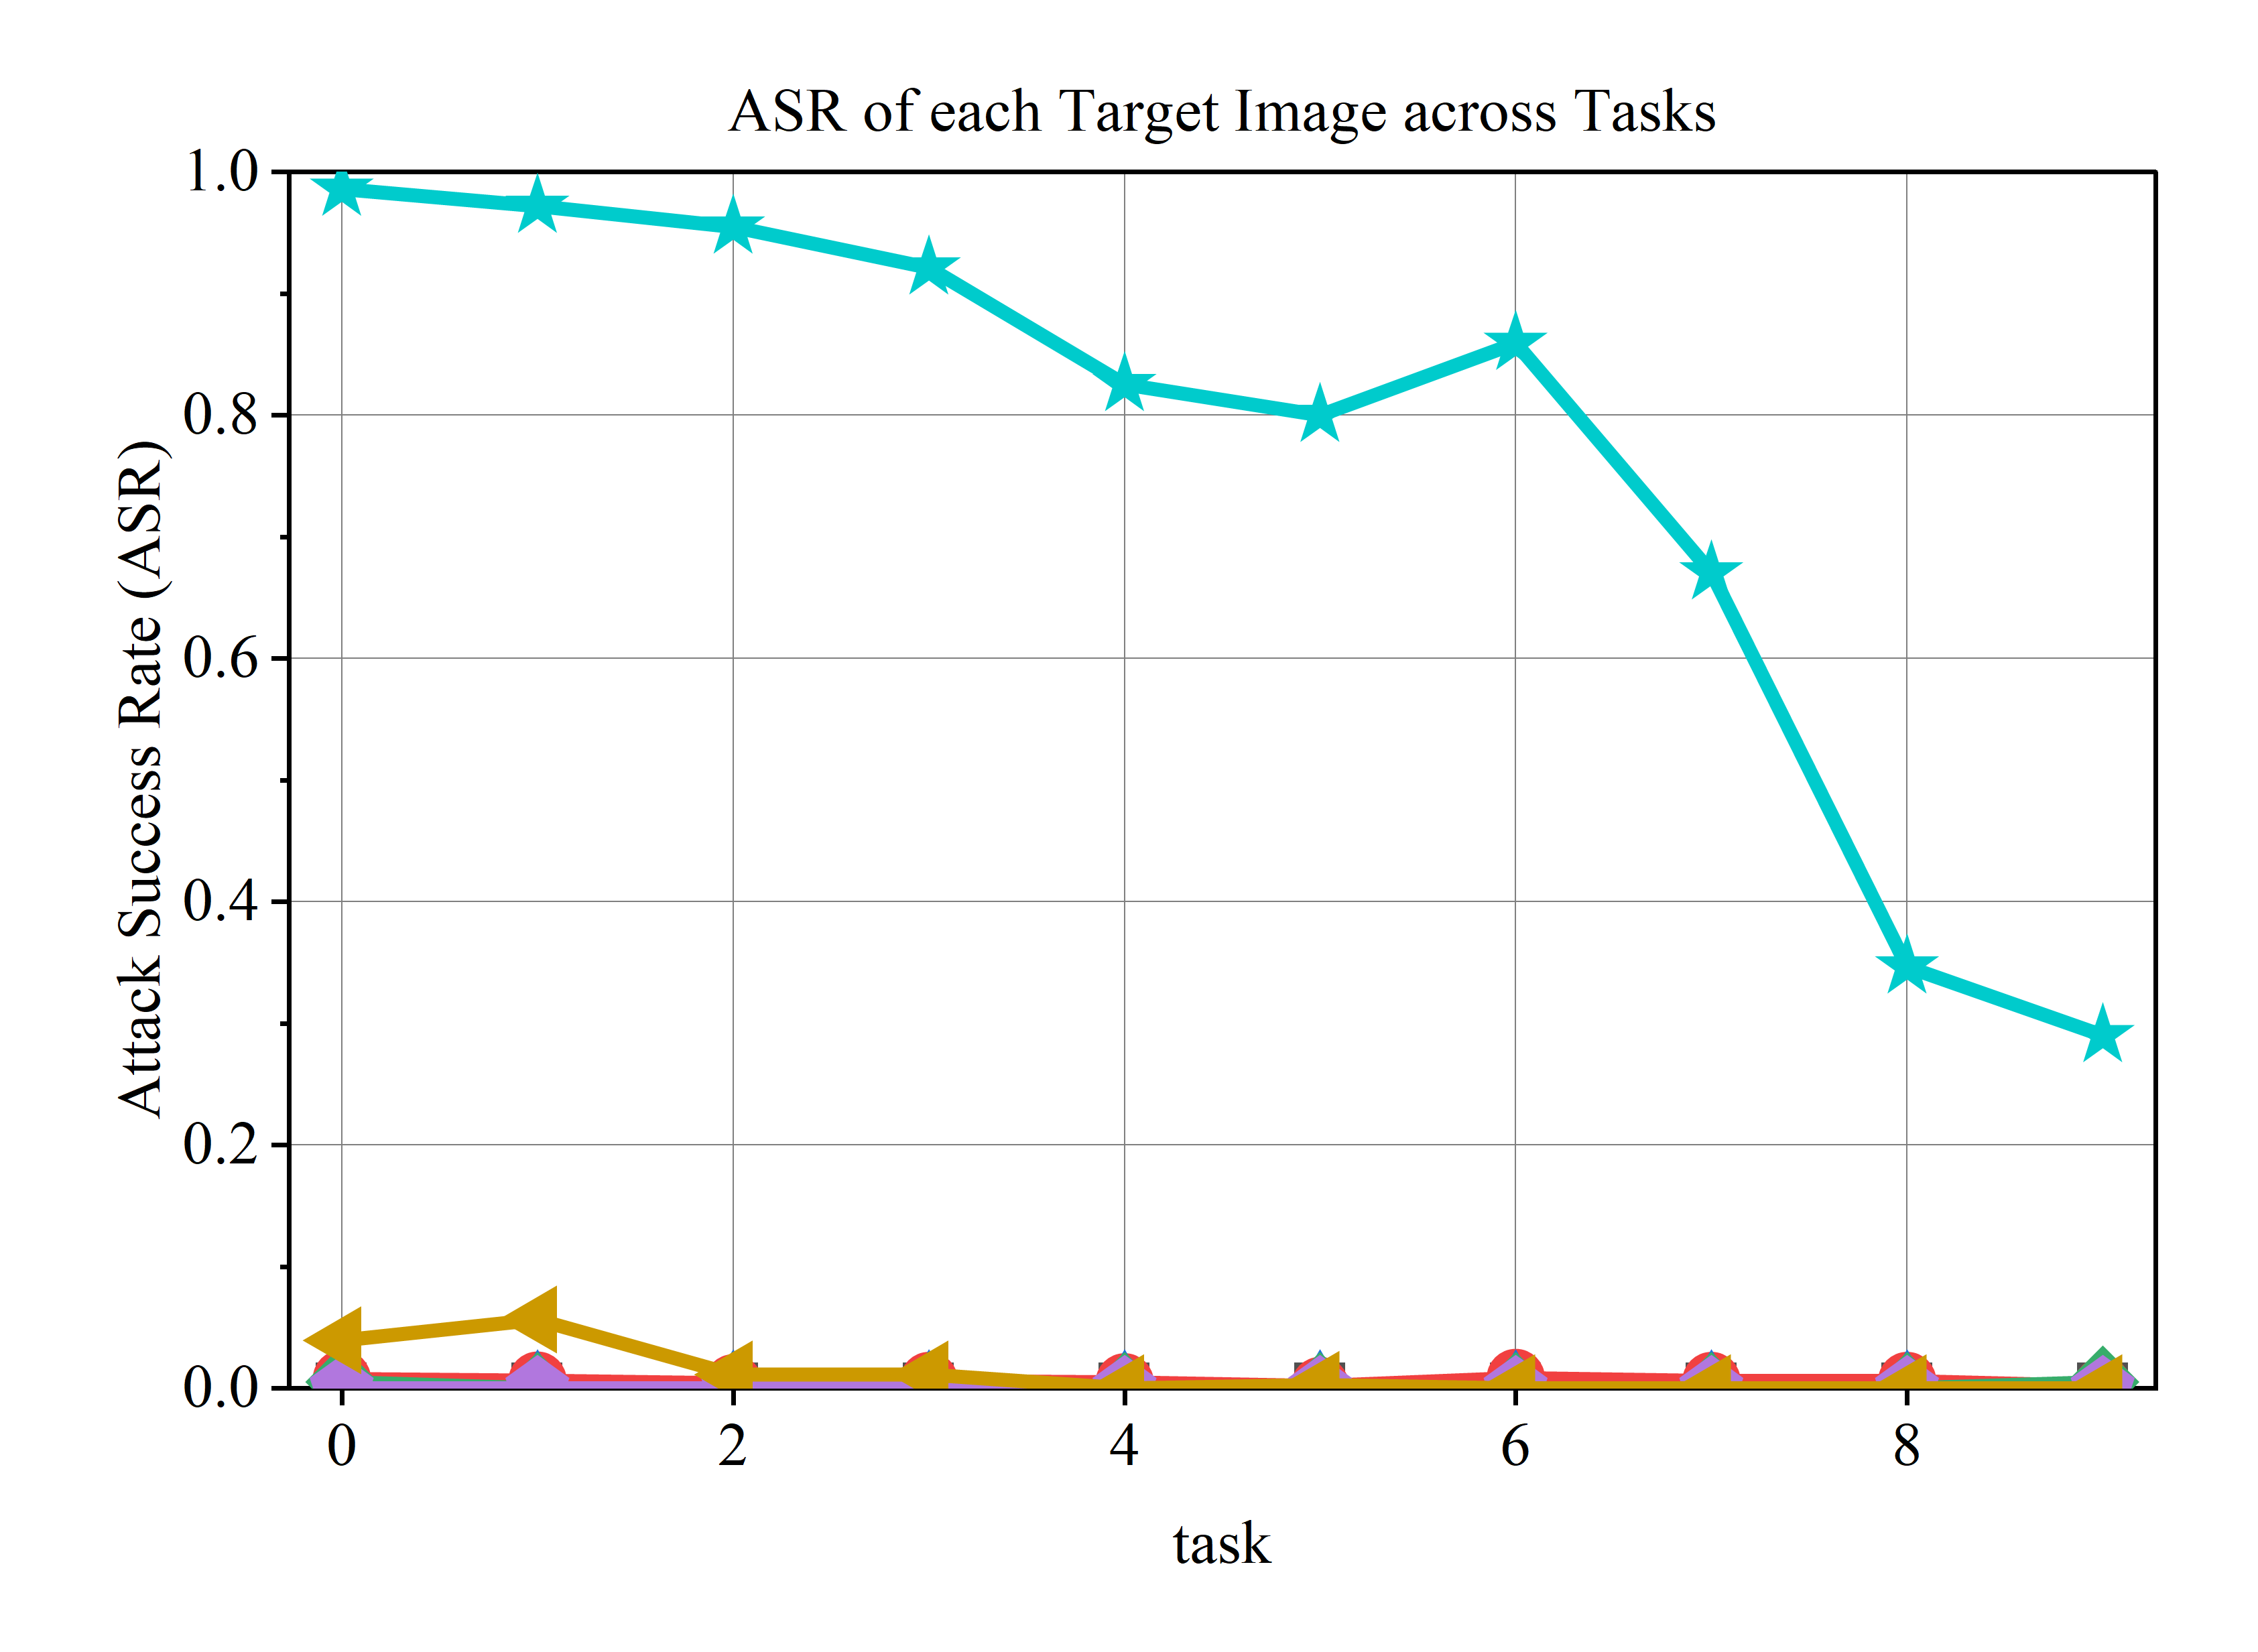 ASR of each Target Image across Tasks
1.0
0.8
0.6
0.4
0.2
0.0
Attack Success Rate (ASR)
0 2 4 6 8
task